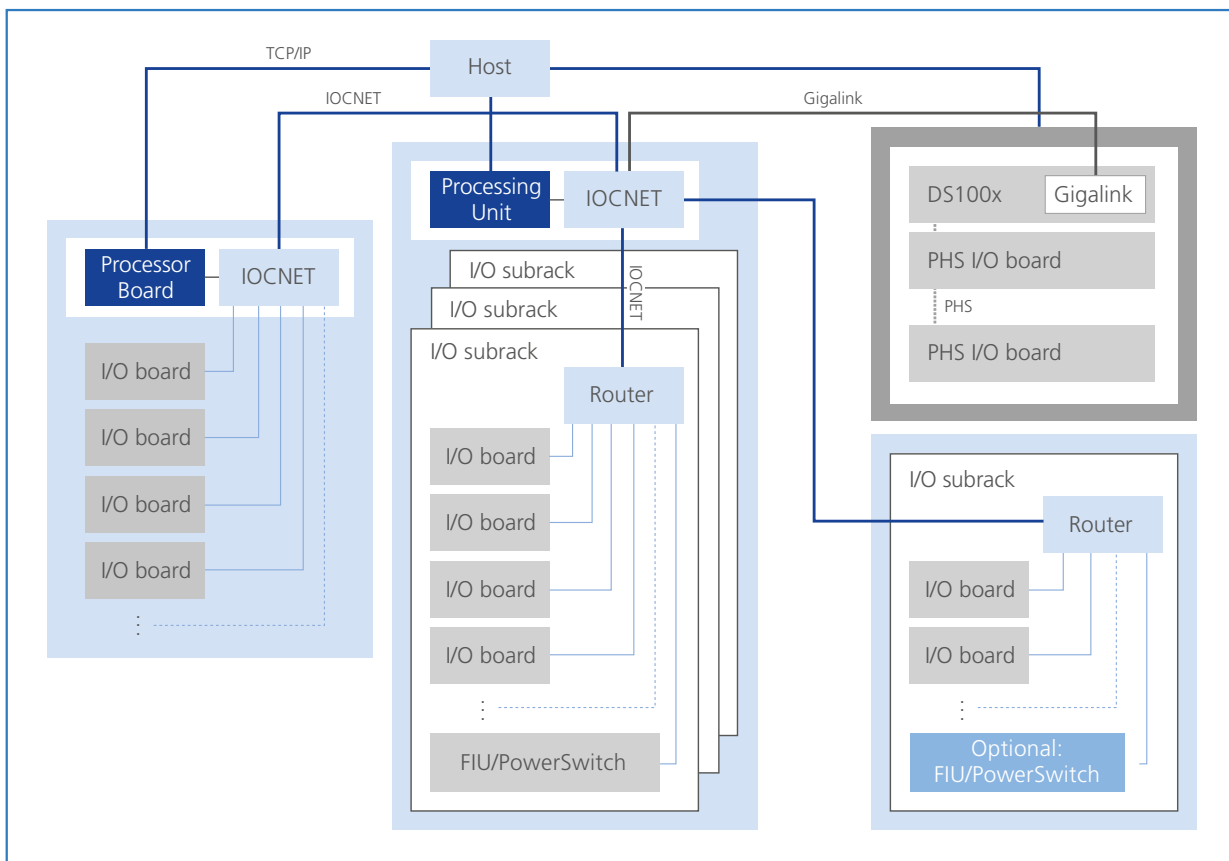 TCP/IP
Host
IOCNET
Gigalink
Processor
Board
IOCNET
I/O board
I/O board
I/O board
I/O board
⋮
Processing
Unit
IOCNET
IOCNET
I/O subrack
I/O subrack
I/O subrack
Router
I/O board
I/O board
I/O board
I/O board
⋮
FIU/PowerSwitch
DS100x
Gigalink
PHS I/O board
PHS
PHS I/O board
I/O subrack
Router
I/O board
I/O board
⋮
Optional:
FIU/PowerSwitch